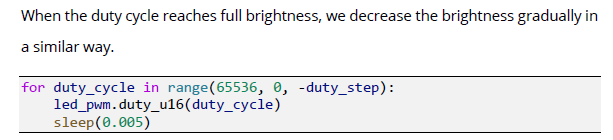 When the duty cycle reaches full brightness, we decrease the brightness gradually in
a similar way.
for duty_cycle in range(65536, 0, -duty_step):
    led_pwm.duty_u16(duty_cycle)
    sleep(0.005)